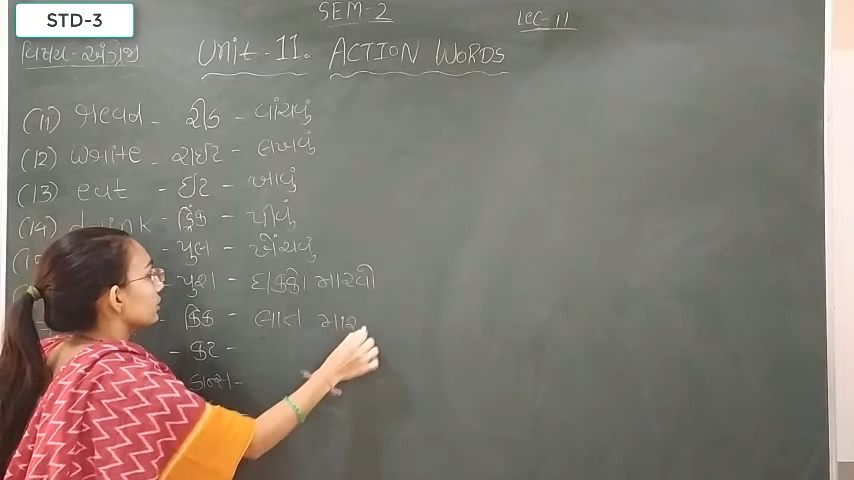 STD-3
SEM-2
LEC-11
વિષય-અંગ્રેજી
Unit-11. ACTION WORDS
(11) read - રીડ - વાંચવું
(12) write - રાઇટ - લખવું
(13) eat - ઈટ - ખાવું
(14) drink - ડ્રિંક - પીવું
- પુલ - ખેંચવું
- પુશ - ધક્કો મારવો
- કિક - લાત માર
- કટ -
- ડાન્સ -